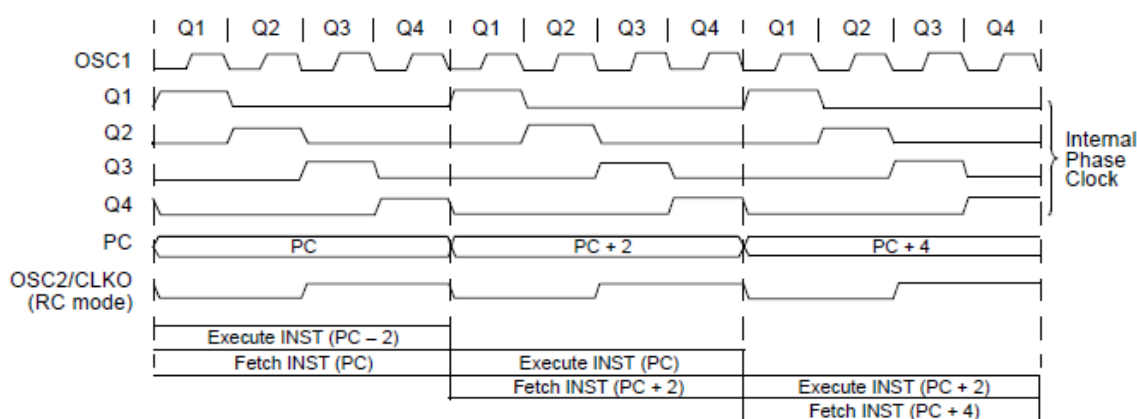 Q1 Q2 Q3 Q4 Q1 Q2 Q3 Q4 Q1 Q2 Q3 Q4
OSC1
Q1
Q2
Q3
Q4
Internal
Phase
Clock
PC PC PC + 2 PC + 4
OSC2/CLKO
(RC mode)
Execute INST (PC – 2)
Fetch INST (PC) Execute INST (PC)
Fetch INST (PC + 2) Execute INST (PC + 2)
Fetch INST (PC + 4)